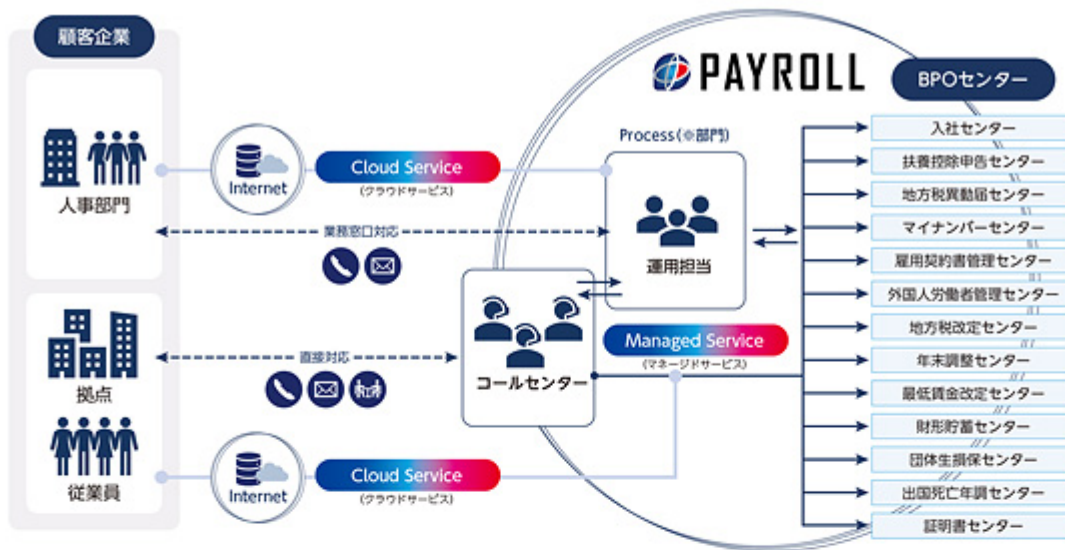 顧客企業
人事部門
拠点
従業員
Internet
Cloud Service
(クラウドサービス)
業務窓口対応
直接対応
Internet
Cloud Service
(クラウドサービス)
PAYROLL
Process(※部門)
運用担当
コールセンター
Managed Service
(マネージドサービス)
BPOセンター
入社センター
扶養控除申告センター
地方税異動届センター
マイナンバーセンター
雇用契約書管理センター
外国人労働者管理センター
地方税改定センター
年末調整センター
最低賃金改定センター
財形貯蓄センター
団体生損保センター
出国死亡年調センター
証明書センター